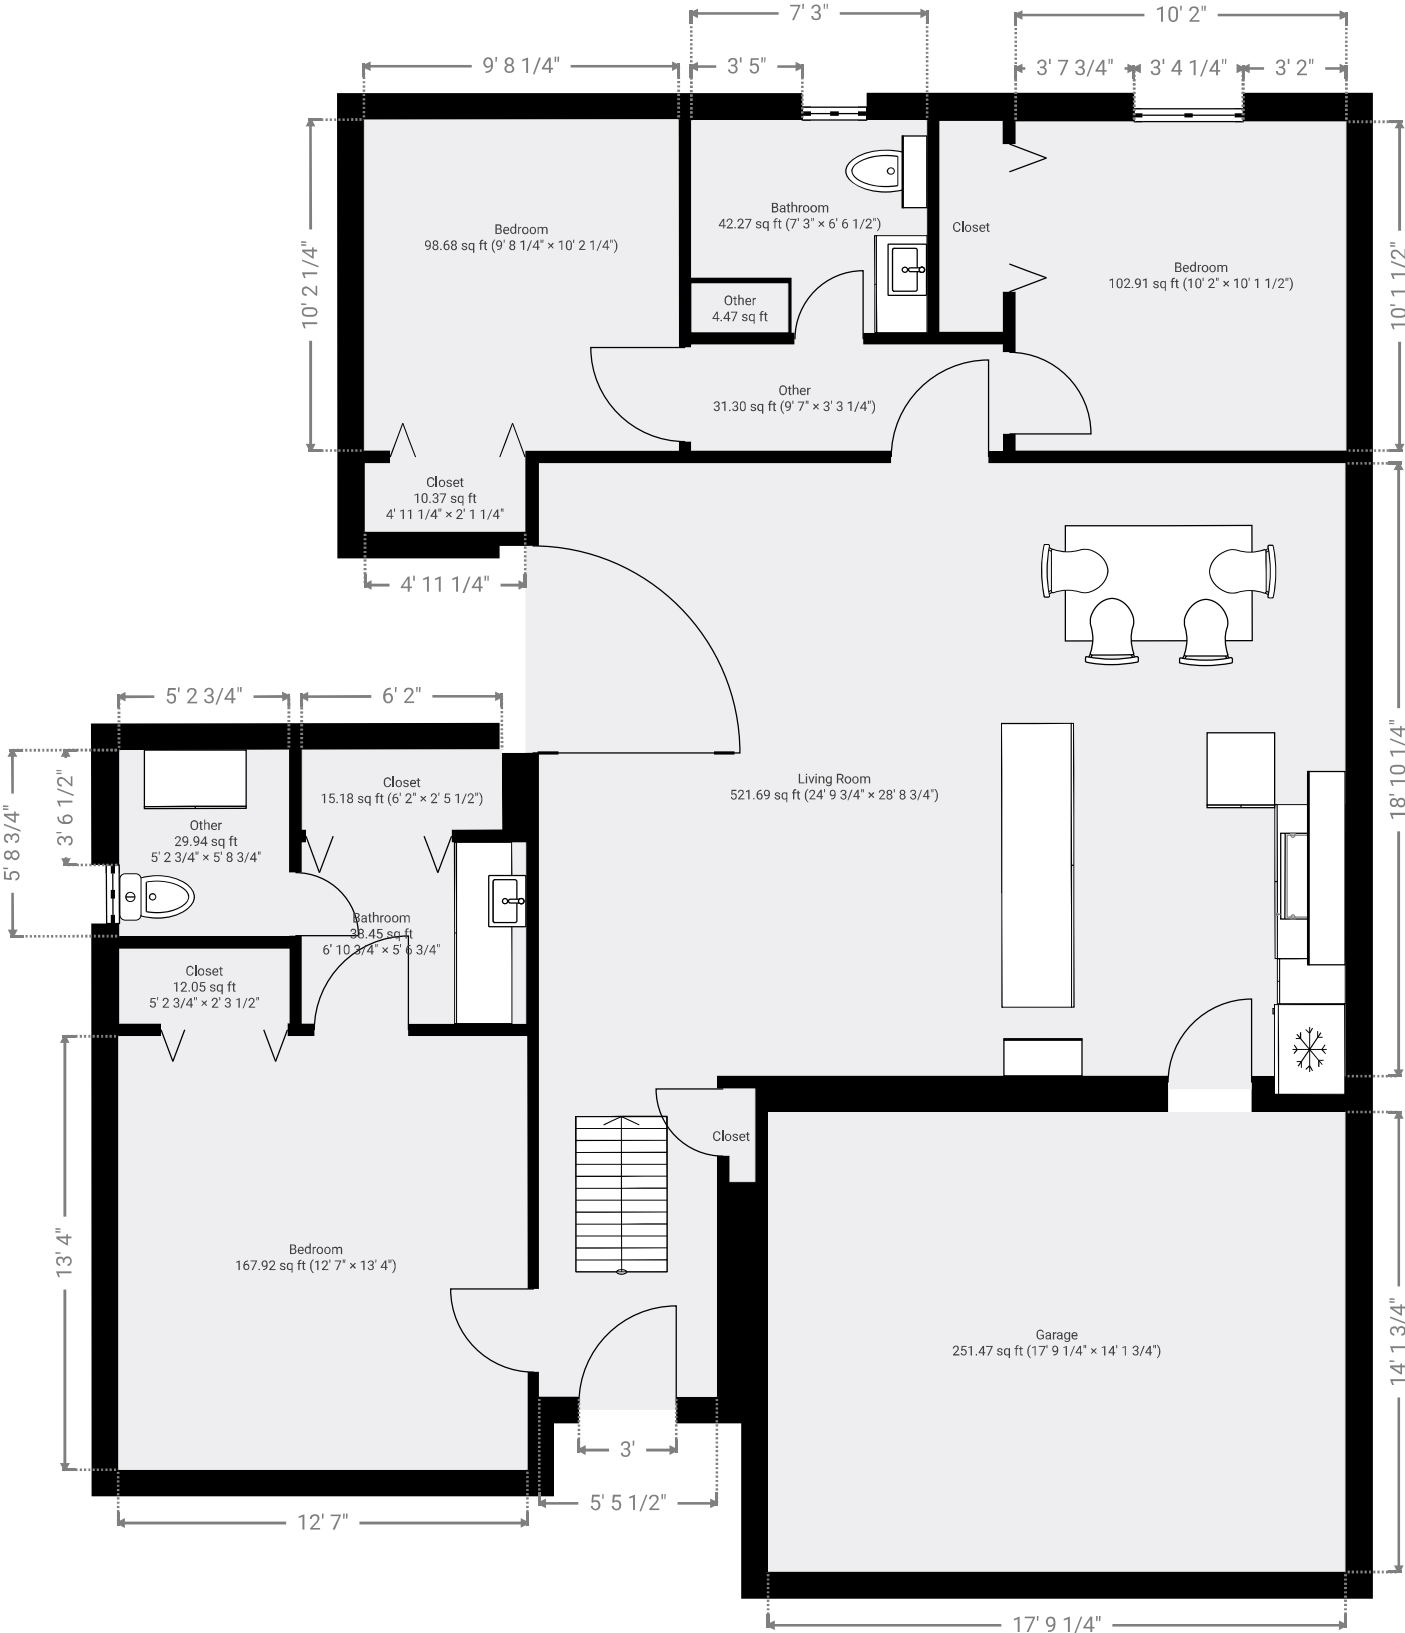 7' 3"
10' 2"
9' 8 1/4"
3' 5"
3' 7 3/4"
3' 4 1/4"
3' 2"
10' 2 1/4"
Bedroom
98.68 sq ft (9' 8 1/4" × 10' 2 1/4")
Bathroom
42.27 sq ft (7' 3" × 6' 6 1/2")
Closet
Bedroom
102.91 sq ft (10' 2" × 10' 1 1/2")
10' 1 1/2"
Other
4.47 sq ft
Other
31.30 sq ft (9' 7" × 3' 3 1/4")
Closet
10.37 sq ft
4' 11 1/4" × 2' 1 1/4"
4' 11 1/4"
5' 2 3/4"
6' 2"
Closet
15.18 sq ft (6' 2" × 2' 5 1/2")
Living Room
521.69 sq ft (24' 9 3/4" × 28' 8 3/4")
18' 10 1/4"
5' 8 3/4"
3' 6 1/2"
Other
29.94 sq ft
5' 2 3/4" × 5' 8 3/4"
Bathroom
38.45 sq ft
6' 10 3/4" × 5' 6 3/4"
Closet
12.05 sq ft
5' 2 3/4" × 2' 3 1/2"
Closet
13' 4"
Bedroom
167.92 sq ft (12' 7" × 13' 4")
Garage
251.47 sq ft (17' 9 1/4" × 14' 1 3/4")
14' 1 3/4"
3'
5' 5 1/2"
12' 7"
17' 9 1/4"